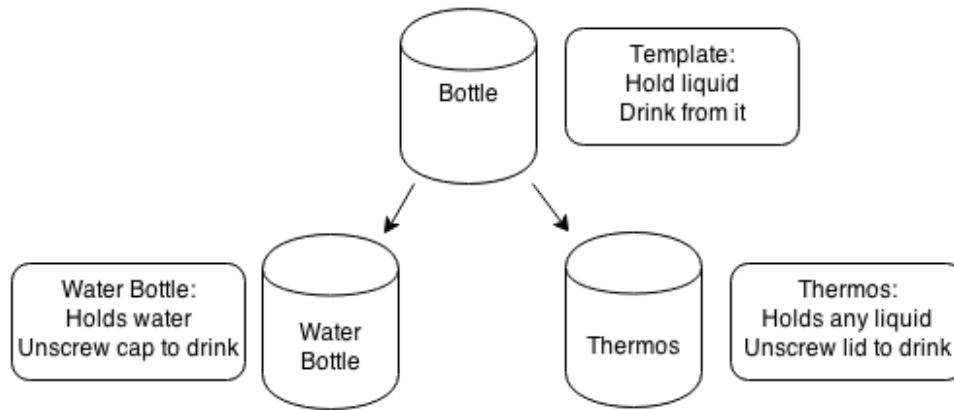 Bottle
Template:
Hold liquid
Drink from it
Water Bottle:
Holds water
Unscrew cap to drink
Water
Bottle
Thermos
Thermos:
Holds any liquid
Unscrew lid to drink